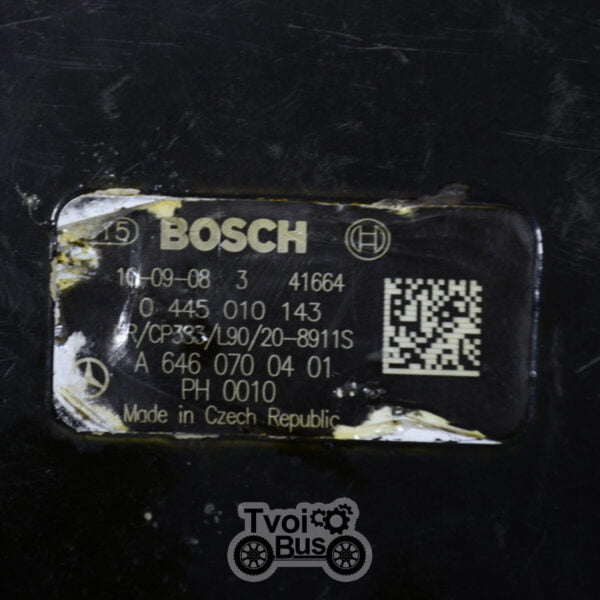 15 BOSCH
10-09-08 3 41664
0 445 010 143
R/CP3S3/L90/20-8911S
A 646 070 04 01
PH 0010
Made in Czech Republic
Tvoi
Bus